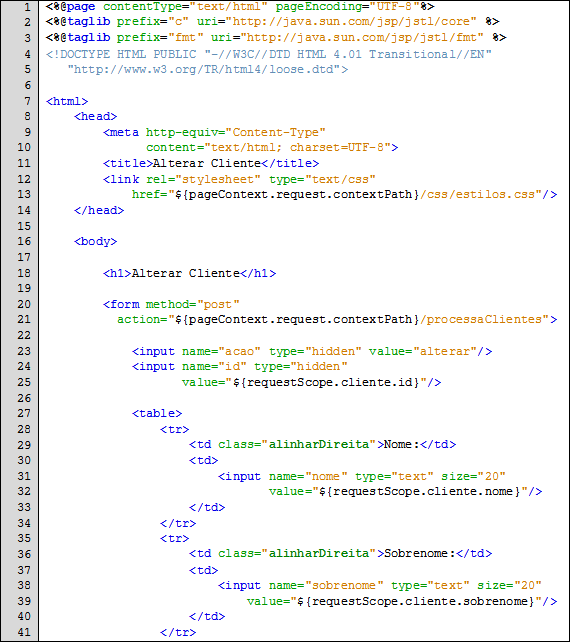 1 <%@page contentType="text/html" pageEncoding="UTF-8"%>
2 <%@taglib prefix="c" uri="http://java.sun.com/jsp/jstl/core" %>
3 <%@taglib prefix="fmt" uri="http://java.sun.com/jsp/jstl/fmt" %>
4 <!DOCTYPE HTML PUBLIC "-//W3C//DTD HTML 4.01 Transitional//EN"
5    "http://www.w3.org/TR/html4/loose.dtd">
6
7 <html>
8     <head>
9         <meta http-equiv="Content-Type"
10               content="text/html; charset=UTF-8">
11         <title>Alterar Cliente</title>
12         <link rel="stylesheet" type="text/css"
13             href="${pageContext.request.contextPath}/css/estilos.css"/>
14     </head>
15
16     <body>
17
18         <h1>Alterar Cliente</h1>
19
20         <form method="post"
21           action="${pageContext.request.contextPath}/processaClientes">
22
23             <input name="acao" type="hidden" value="alterar"/>
24             <input name="id" type="hidden"
25                    value="${requestScope.cliente.id}"/>
26
27             <table>
28                 <tr>
29                     <td class="alinharDireita">Nome:</td>
30                     <td>
31                         <input name="nome" type="text" size="20"
32                                value="${requestScope.cliente.nome}"/>
33                     </td>
34                 </tr>
35                 <tr>
36                     <td class="alinharDireita">Sobrenome:</td>
37                     <td>
38                         <input name="sobrenome" type="text" size="20"
39                             value="${requestScope.cliente.sobrenome}"/>
40                     </td>
41                 </tr>